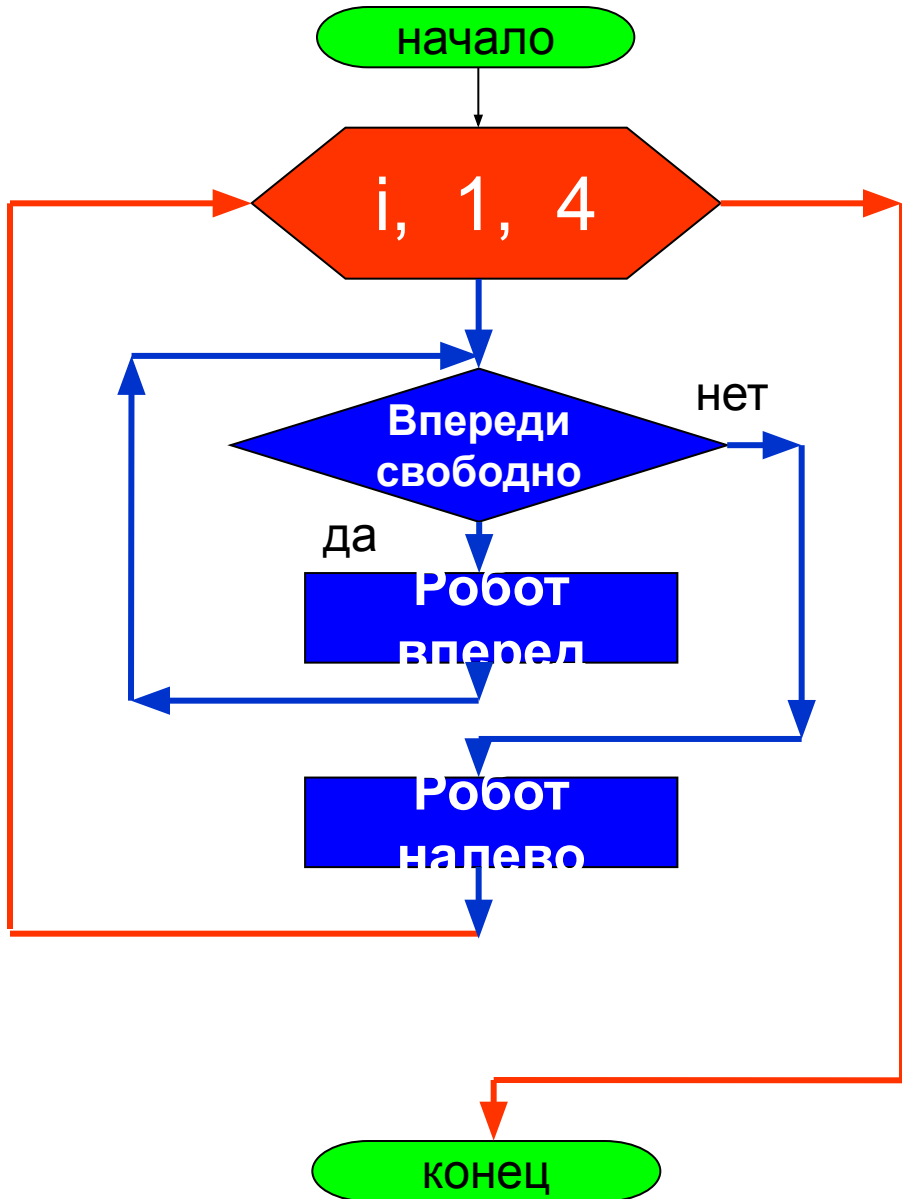 начало
i, 1, 4
Впереди
свободно
нет
да
Робот
вперед
Робот
налево
конец